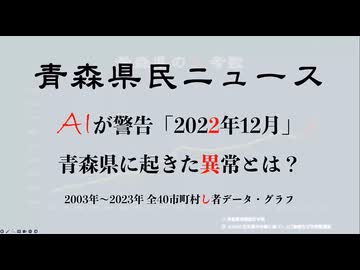 青森県民ニュース
AIが警告「2022年12月」
青森県に起きた異常とは？
2003年～2023年 全40市町村し者データ・グラフ